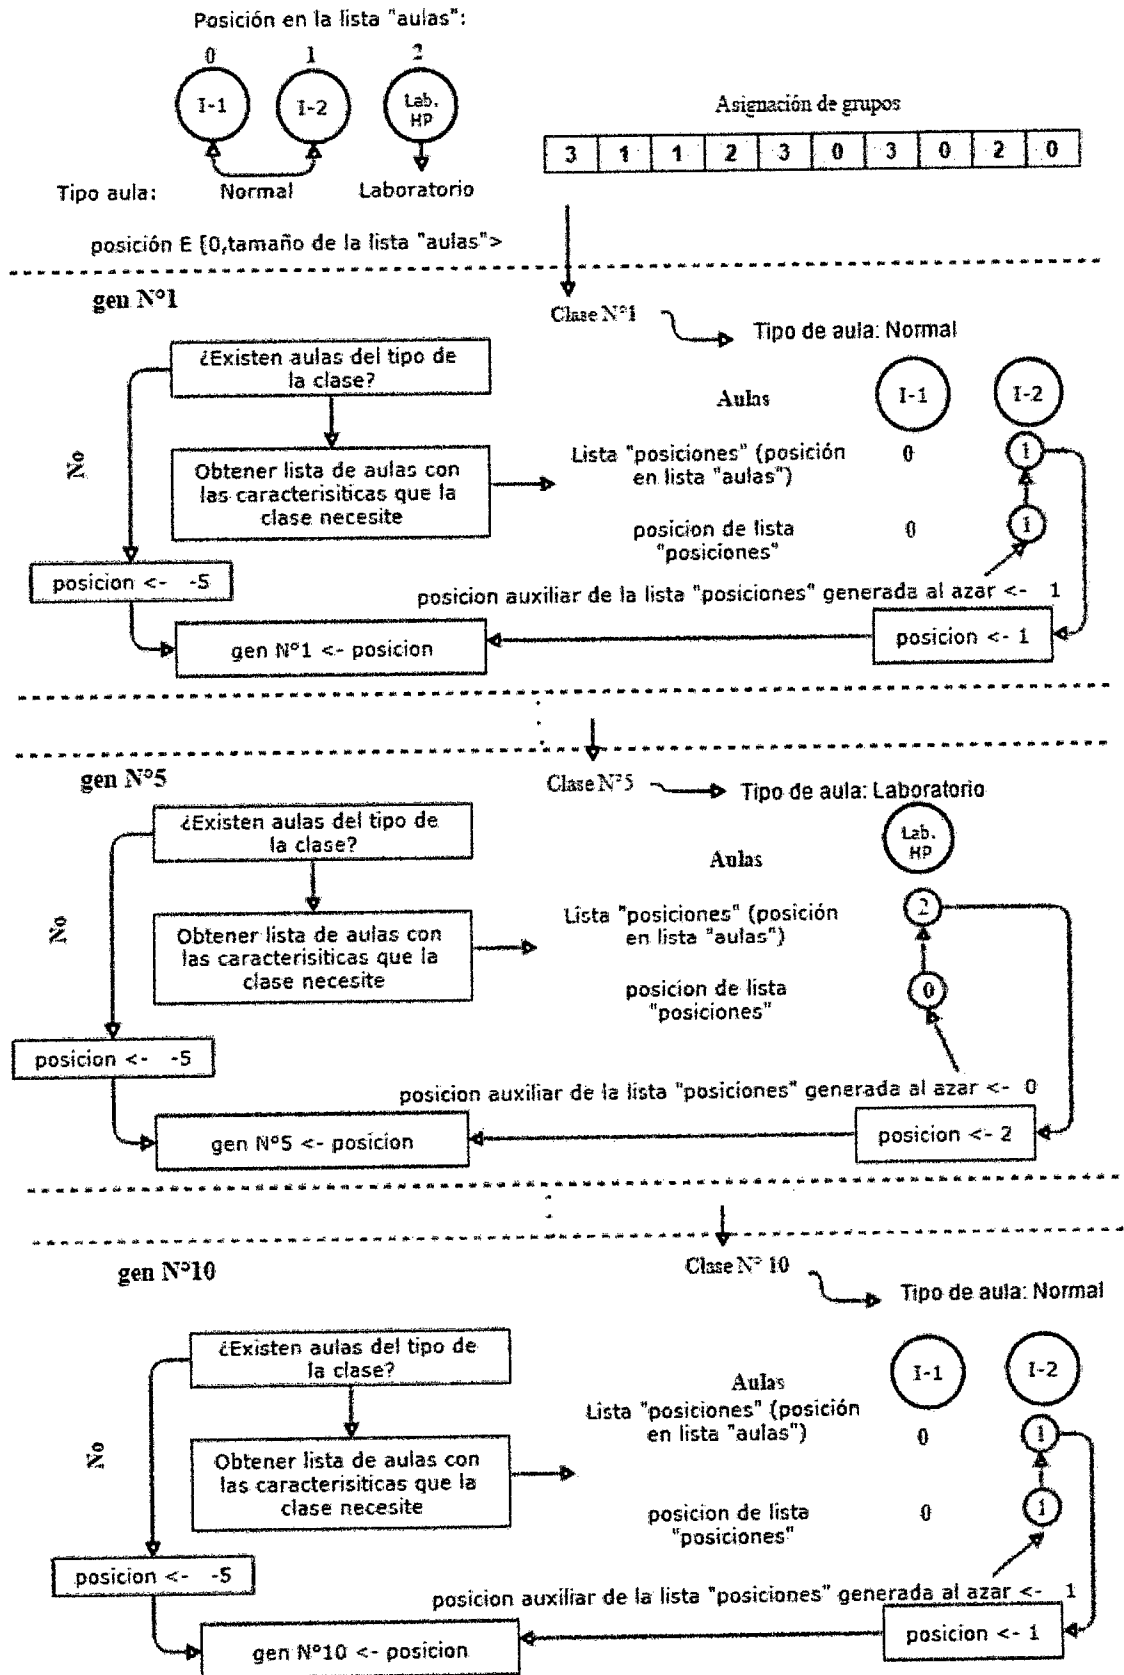 Posición en la lista "aulas":
0 1 2
I-1 I-2 Lab. HP
Asignación de grupos
3 1 1 2 3 0 3 0 2 0
Tipo aula: Normal Laboratorio
posición E [0,tamaño de la lista "aulas">
gen N°1
Clase N°1
Tipo de aula: Normal
¿Existen aulas del tipo de
la clase?
Aulas
I-1 I-2
No
Obtener lista de aulas con
las caracterisiticas que la
clase necesite
Lista "posiciones" (posición
en lista "aulas")
0 1
posicion de lista
"posiciones"
0 1
posicion <- -5
posicion auxiliar de la lista "posiciones" generada al azar <- 1
gen N°1 <- posicion
posicion <- 1
gen N°5
Clase N°5
Tipo de aula: Laboratorio
¿Existen aulas del tipo de
la clase?
Aulas
Lab.
HP
No
Obtener lista de aulas con
las caracterisiticas que la
clase necesite
Lista "posiciones" (posición
en lista "aulas")
2
posicion de lista
"posiciones"
0
posicion <- -5
posicion auxiliar de la lista "posiciones" generada al azar <- 0
gen N°5 <- posicion
posicion <- 2
gen N°10
Clase N° 10
Tipo de aula: Normal
¿Existen aulas del tipo de
la clase?
Aulas
I-1 I-2
No
Obtener lista de aulas con
las caracterisiticas que la
clase necesite
Lista "posiciones" (posición
en lista "aulas")
0 1
posicion de lista
"posiciones"
0 1
posicion <- -5
posicion auxiliar de la lista "posiciones" generada al azar <- 1
gen N°10 <- posicion
posicion <- 1